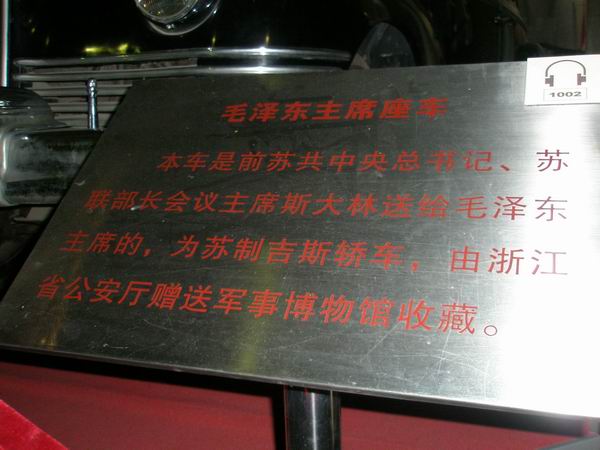 1002
毛泽东主席座车
本车是前苏共中央总书记、苏
联部长会议主席斯大林送给毛泽东
主席的，为苏制吉斯轿车，由浙江
省公安厅赠送军事博物馆收藏。